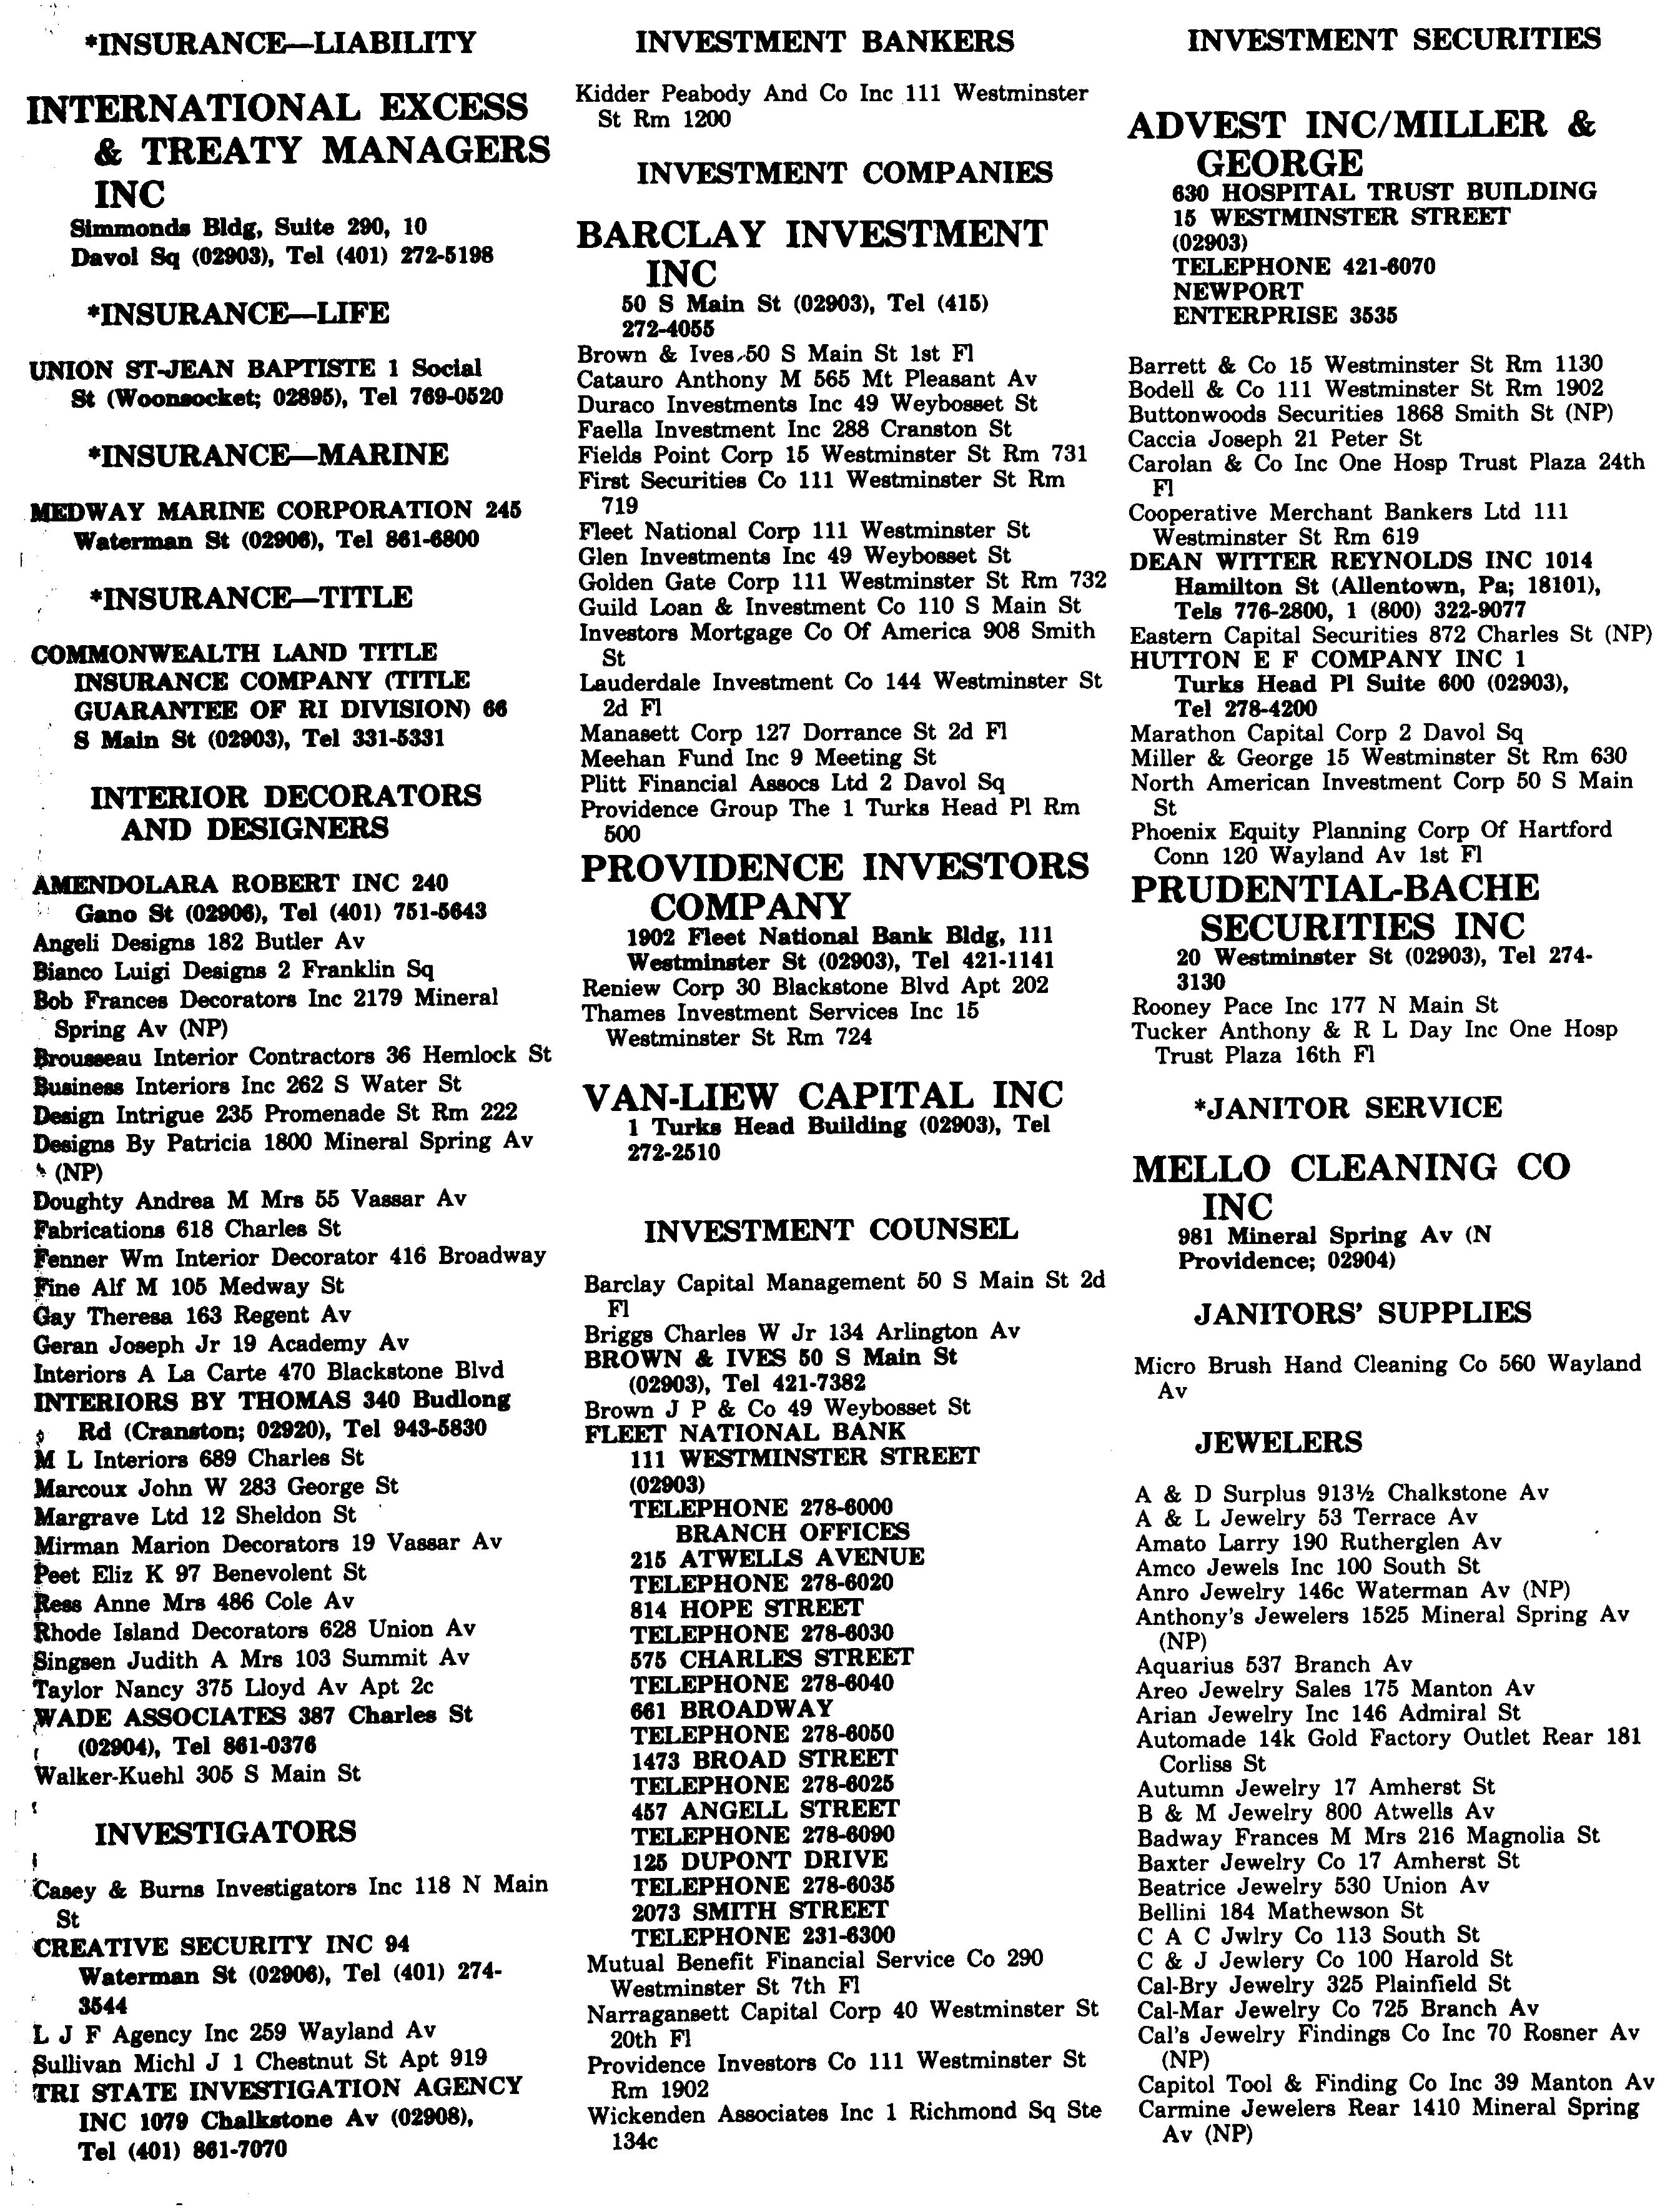 *INSURANCE—LIABILITY
INTERNATIONAL EXCESS
& TREATY MANAGERS
INC
Simmonds Bldg, Suite 290, 10
Davol Sq (02903), Tel (401) 272-5198
*INSURANCE—LIFE
UNION ST-JEAN BAPTISTE 1 Social
St (Woonsocket; 02895), Tel 769-0520
*INSURANCE—MARINE
MEDWAY MARINE CORPORATION 245
Waterman St (02906), Tel 861-6800
*INSURANCE—TITLE
COMMONWEALTH LAND TITLE
INSURANCE COMPANY (TITLE
GUARANTEE OF RI DIVISION) 66
S Main St (02903), Tel 331-5331
INTERIOR DECORATORS
AND DESIGNERS
AMENDOLARA ROBERT INC 240
Gano St (02906), Tel (401) 751-5643
Angeli Designs 182 Butler Av
Bianco Luigi Designs 2 Franklin Sq
Bob Frances Decorators Inc 2179 Mineral
Spring Av (NP)
Brousseau Interior Contractors 36 Hemlock St
Business Interiors Inc 262 S Water St
Design Intrigue 235 Promenade St Rm 222
Designs By Patricia 1800 Mineral Spring Av
(NP)
Doughty Andrea M Mrs 55 Vassar Av
Fabrications 618 Charles St
Fenner Wm Interior Decorator 416 Broadway
Fine Alf M 105 Medway St
Gay Theresa 163 Regent Av
Geran Joseph Jr 19 Academy Av
Interiors A La Carte 470 Blackstone Blvd
INTERIORS BY THOMAS 340 Budlong
Rd (Cranston; 02920), Tel 943-5830
M L Interiors 689 Charles St
Marcoux John W 283 George St
Margrave Ltd 12 Sheldon St
Mirman Marion Decorators 19 Vassar Av
Peet Eliz K 97 Benevolent St
Ress Anne Mrs 486 Cole Av
Rhode Island Decorators 628 Union Av
Singsen Judith A Mrs 103 Summit Av
Taylor Nancy 375 Lloyd Av Apt 2c
WADE ASSOCIATES 387 Charles St
(02904), Tel 861-0376
Walker-Kuehl 305 S Main St
INVESTIGATORS
Casey & Burns Investigators Inc 118 N Main
St
CREATIVE SECURITY INC 94
Waterman St (02906), Tel (401) 274-
3544
L J F Agency Inc 259 Wayland Av
Sullivan Michl J 1 Chestnut St Apt 919
TRI STATE INVESTIGATION AGENCY
INC 1079 Chalkstone Av (02908),
Tel (401) 861-7070
INVESTMENT BANKERS
Kidder Peabody And Co Inc 111 Westminster
St Rm 1200
INVESTMENT COMPANIES
BARCLAY INVESTMENT
INC
50 S Main St (02903), Tel (415)
272-4055
Brown & Ives 50 S Main St 1st Fl
Catauro Anthony M 565 Mt Pleasant Av
Duraco Investments Inc 49 Weybosset St
Faella Investment Inc 288 Cranston St
Fields Point Corp 15 Westminster St Rm 731
First Securities Co 111 Westminster St Rm
719
Fleet National Corp 111 Westminster St
Glen Investments Inc 49 Weybosset St
Golden Gate Corp 111 Westminster St Rm 732
Guild Loan & Investment Co 110 S Main St
Investors Mortgage Co Of America 908 Smith
St
Lauderdale Investment Co 144 Westminster St
2d Fl
Manasett Corp 127 Dorrance St 2d Fl
Meehan Fund Inc 9 Meeting St
Plitt Financial Assocs Ltd 2 Davol Sq
Providence Group The 1 Turks Head Pl Rm
500
PROVIDENCE INVESTORS
COMPANY
1902 Fleet National Bank Bldg, 111
Westminster St (02903), Tel 421-1141
Reniew Corp 30 Blackstone Blvd Apt 202
Thames Investment Services Inc 15
Westminster St Rm 724
VAN-LIEW CAPITAL INC
1 Turks Head Building (02903), Tel
272-2510
INVESTMENT COUNSEL
Barclay Capital Management 50 S Main St 2d
Fl
Briggs Charles W Jr 134 Arlington Av
BROWN & IVES 50 S Main St
(02903), Tel 421-7382
Brown J P & Co 49 Weybosset St
FLEET NATIONAL BANK
111 WESTMINSTER STREET
(02903)
TELEPHONE 278-6000
BRANCH OFFICES
215 ATWELLS AVENUE
TELEPHONE 278-6020
814 HOPE STREET
TELEPHONE 278-6030
575 CHARLES STREET
TELEPHONE 278-6040
661 BROADWAY
TELEPHONE 278-6050
1473 BROAD STREET
TELEPHONE 278-6025
457 ANGELL STREET
TELEPHONE 278-6090
125 DUPONT DRIVE
TELEPHONE 278-6035
2073 SMITH STREET
TELEPHONE 231-6300
Mutual Benefit Financial Service Co 290
Westminster St 7th Fl
Narragansett Capital Corp 40 Westminster St
20th Fl
Providence Investors Co 111 Westminster St
Rm 1902
Wickenden Associates Inc 1 Richmond Sq Ste
134c
INVESTMENT SECURITIES
ADVEST INC/MILLER &
GEORGE
630 HOSPITAL TRUST BUILDING
15 WESTMINSTER STREET
(02903)
TELEPHONE 421-6070
NEWPORT
ENTERPRISE 3535
Barrett & Co 15 Westminster St Rm 1130
Bodell & Co 111 Westminster St Rm 1902
Buttonwoods Securities 1868 Smith St (NP)
Caccia Joseph 21 Peter St
Carolan & Co Inc One Hosp Trust Plaza 24th
Fl
Cooperative Merchant Bankers Ltd 111
Westminster St Rm 619
DEAN WITTER REYNOLDS INC 1014
Hamilton St (Allentown, Pa; 18101),
Tels 776-2800, 1 (800) 322-9077
Eastern Capital Securities 872 Charles St (NP)
HUTTON E F COMPANY INC 1
Turks Head Pl Suite 600 (02903),
Tel 278-4200
Marathon Capital Corp 2 Davol Sq
Miller & George 15 Westminster St Rm 630
North American Investment Corp 50 S Main
St
Phoenix Equity Planning Corp Of Hartford
Conn 120 Wayland Av 1st Fl
PRUDENTIAL-BACHE
SECURITIES INC
20 Westminster St (02903), Tel 274-
3130
Rooney Pace Inc 177 N Main St
Tucker Anthony & R L Day Inc One Hosp
Trust Plaza 16th Fl
*JANITOR SERVICE
MELLO CLEANING CO
INC
981 Mineral Spring Av (N
Providence; 02904)
JANITORS' SUPPLIES
Micro Brush Hand Cleaning Co 560 Wayland
Av
JEWELERS
A & D Surplus 913½ Chalkstone Av
A & L Jewelry 53 Terrace Av
Amato Larry 190 Rutherglen Av
Amco Jewels Inc 100 South St
Anro Jewelry 146c Waterman Av (NP)
Anthony's Jewelers 1525 Mineral Spring Av
(NP)
Aquarius 537 Branch Av
Areo Jewelry Sales 175 Manton Av
Arian Jewelry Inc 146 Admiral St
Automade 14k Gold Factory Outlet Rear 181
Corliss St
Autumn Jewelry 17 Amherst St
B & M Jewelry 800 Atwells Av
Badway Frances M Mrs 216 Magnolia St
Baxter Jewelry Co 17 Amherst St
Beatrice Jewelry 530 Union Av
Bellini 184 Mathewson St
C A C Jwlry Co 113 South St
C & J Jewlery Co 100 Harold St
Cal-Bry Jewelry 325 Plainfield St
Cal-Mar Jewelry Co 725 Branch Av
Cal's Jewelry Findings Co Inc 70 Rosner Av
(NP)
Capitol Tool & Finding Co Inc 39 Manton Av
Carmine Jewelers Rear 1410 Mineral Spring
Av (NP)